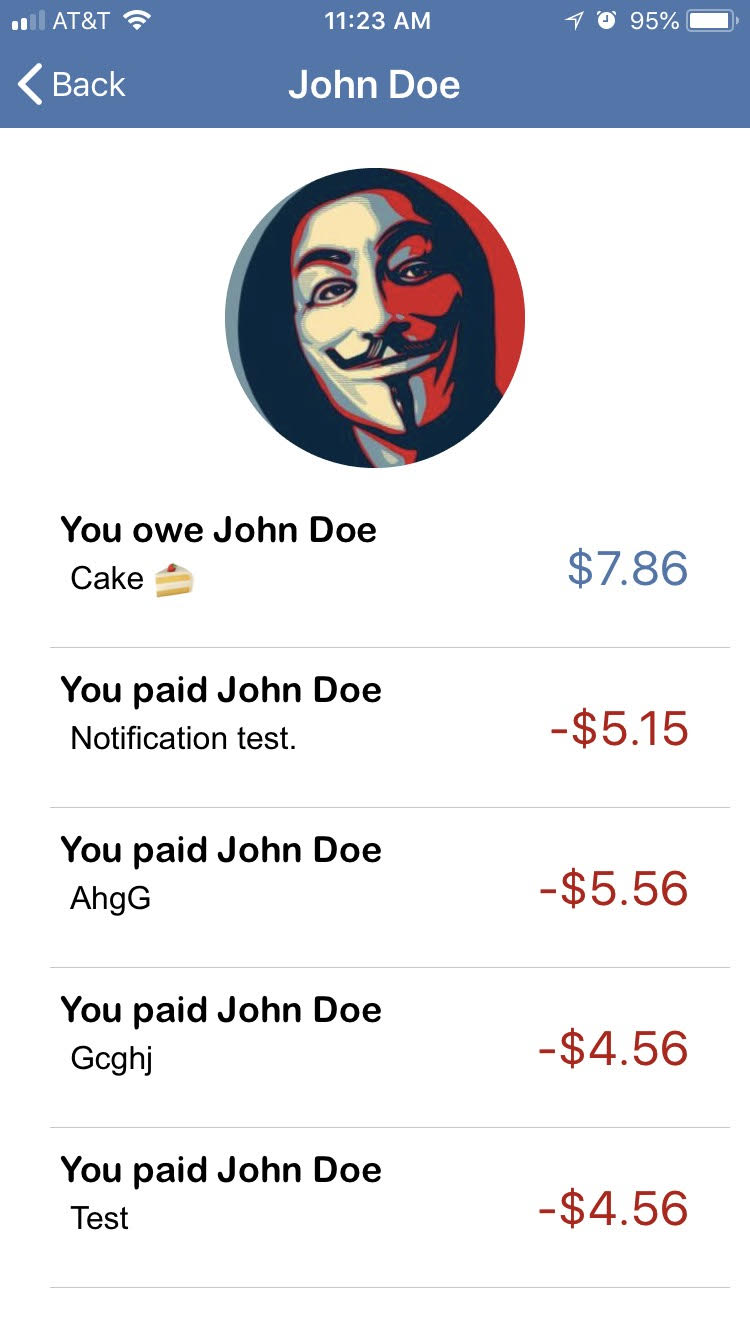 AT&T 11:23 AM 95%
Back John Doe
You owe John Doe
Cake 🍰
$7.86
You paid John Doe
Notification test.
-$5.15
You paid John Doe
AhgG
-$5.56
You paid John Doe
Gcghj
-$4.56
You paid John Doe
Test
-$4.56